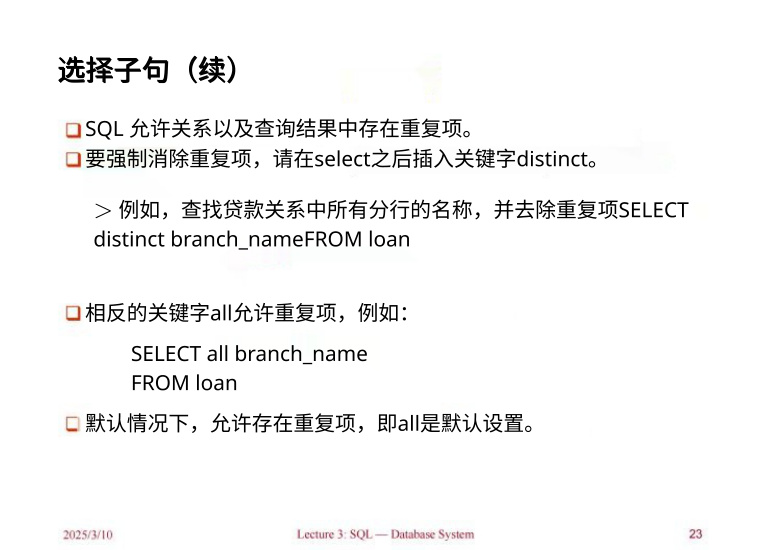 选择子句（续）
SQL 允许关系以及查询结果中存在重复项。
要强制消除重复项，请在select之后插入关键字distinct。
＞ 例如，查找贷款关系中所有分行的名称，并去除重复项SELECT
distinct branch_nameFROM loan
相反的关键字all允许重复项，例如：
SELECT all branch_name
FROM loan
默认情况下，允许存在重复项，即all是默认设置。
2025/3/10 Lecture 3: SQL — Database System 23